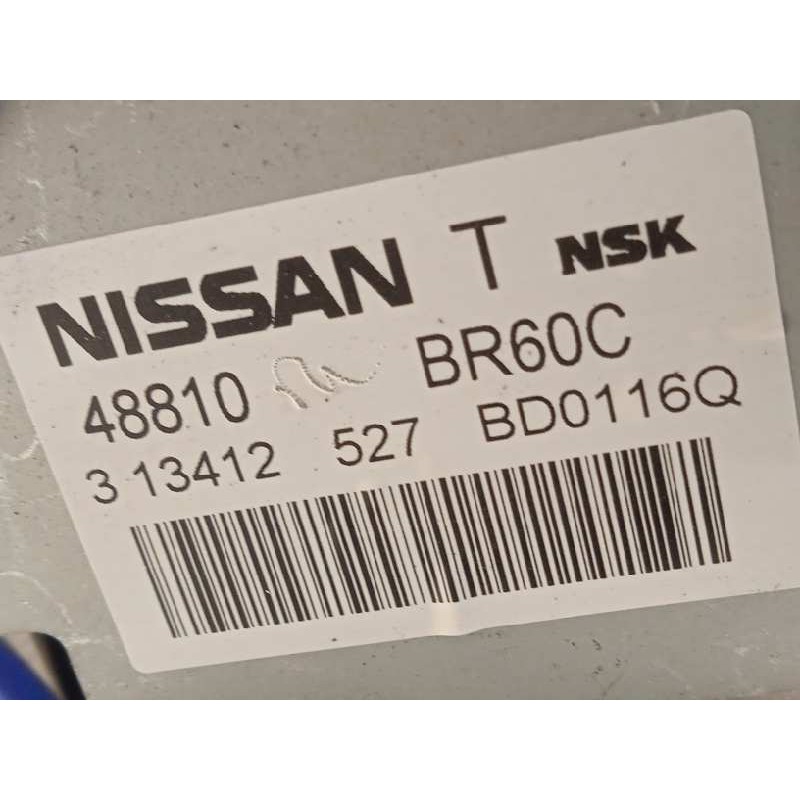 NISSAN T NSK
48810 BR60C
3 13412 527 BD0116Q